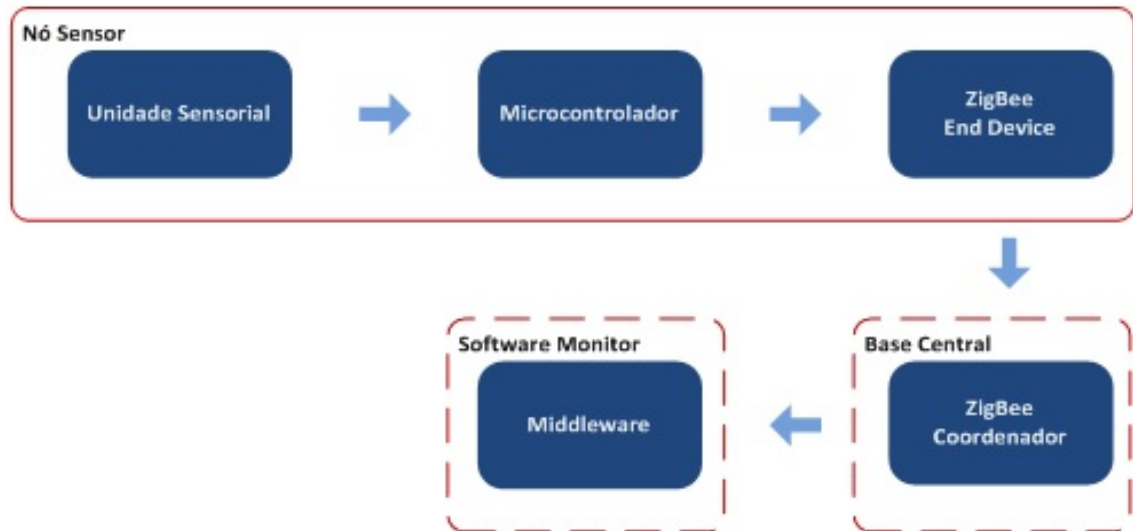 Nó Sensor
Unidade Sensorial
Microcontrolador
ZigBee
End Device
Software Monitor
Middleware
Base Central
ZigBee
Coordenador